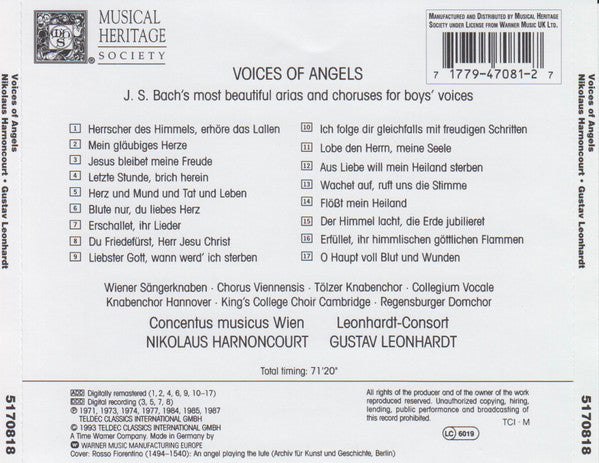 MUSICAL
HERITAGE
SOCIETY
MHS
®
MANUFACTURED AND DISTRIBUTED BY MUSICAL HERITAGE
SOCIETY UNDER LICENSE FROM WARNER MUSIC UK LTD.
7 17779-47081-2 7
VOICES OF ANGELS
J. S. Bach's most beautiful arias and choruses for boys' voices
1 Herrscher des Himmels, erhöre das Lallen
2 Mein gläubiges Herze
3 Jesus bleibet meine Freude
4 Letzte Stunde, brich herein
5 Herz und Mund und Tat und Leben
6 Blute nur, du liebes Herz
7 Erschallet, ihr Lieder
8 Du Friedefürst, Herr Jesu Christ
9 Liebster Gott, wann werd' ich sterben
10 Ich folge dir gleichfalls mit freudigen Schritten
11 Lobe den Herrn, meine Seele
12 Aus Liebe will mein Heiland sterben
13 Wachet auf, ruft uns die Stimme
14 Flößt mein Heiland
15 Der Himmel lacht, die Erde jubilieret
16 Erfüllet, ihr himmlischen göttlichen Flammen
17 O Haupt voll Blut und Wunden
Wiener Sängerknaben · Chorus Viennensis · Tölzer Knabenchor · Collegium Vocale
Knabenchor Hannover · King's College Choir Cambridge · Regensburger Domchor
Concentus musicus Wien
NIKOLAUS HARNONCOURT
Leonhardt-Consort
GUSTAV LEONHARDT
Total timing: 71'20"
ADD Digitally remastered (1, 2, 4, 6, 9, 10–17)
DDD Digital recording (3, 5, 7, 8)
℗ 1971, 1973, 1974, 1977, 1984, 1985, 1987
TELDEC CLASSICS INTERNATIONAL GMBH
© 1993 TELDEC CLASSICS INTERNATIONAL GMBH
A Time Warner Company. Made in Germany by
WARNER MUSIC MANUFACTURING EUROPE
Cover: Rosso Fiorentino (1494–1540): An angel playing the lute (Archiv für Kunst und Geschichte, Berlin)
All rights of the producer and of the owner of the work
reproduced reserved. Unauthorized copying, hiring,
lending, public performance and broadcasting of
this record prohibited.
TCI · M
LC 6019
Voices of Angels
Nikolaus Harnoncourt · Gustav Leonhardt
5170818
Voices of Angels
Nikolaus Harnoncourt · Gustav Leonhardt
5170818